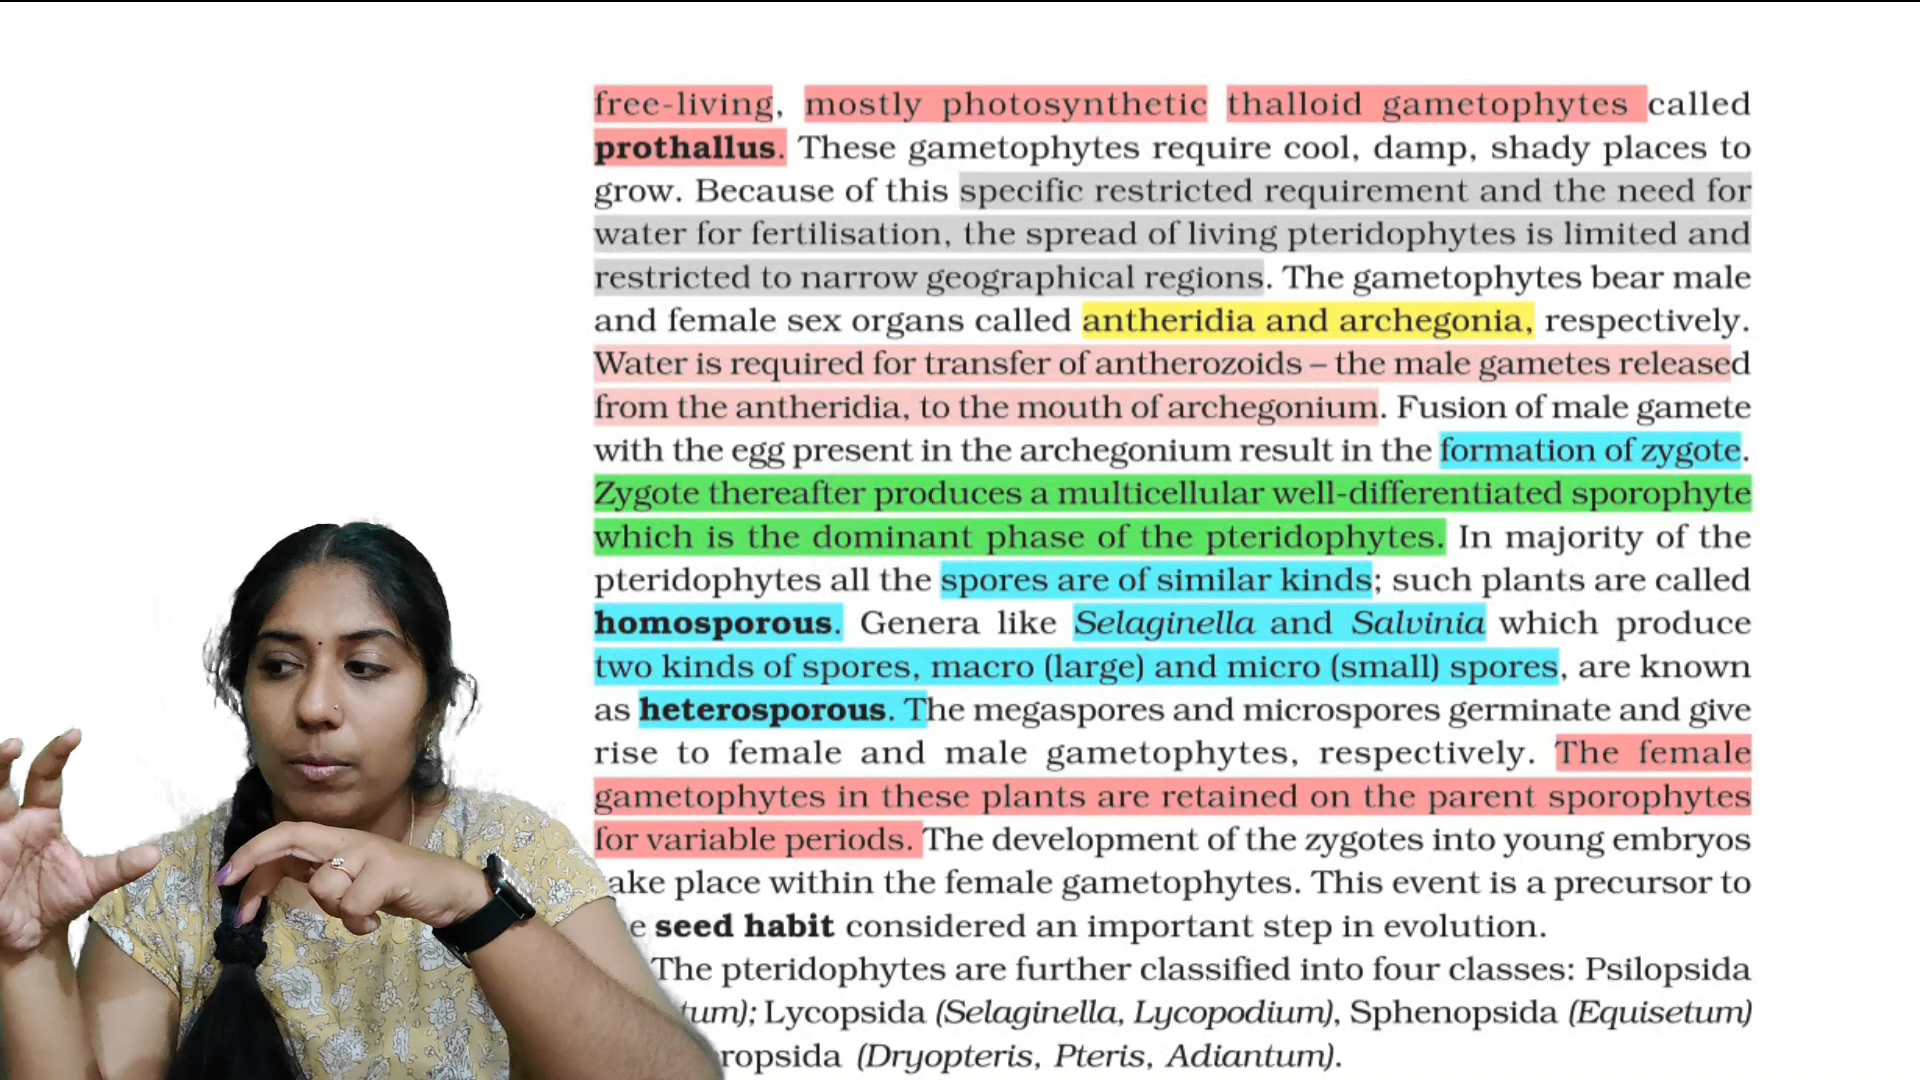 free-living, mostly photosynthetic thalloid gametophytes called
prothallus. These gametophytes require cool, damp, shady places to
grow. Because of this specific restricted requirement and the need for
water for fertilisation, the spread of living pteridophytes is limited and
restricted to narrow geographical regions. The gametophytes bear male
and female sex organs called antheridia and archegonia, respectively.
Water is required for transfer of antherozoids – the male gametes released
from the antheridia, to the mouth of archegonium. Fusion of male gamete
with the egg present in the archegonium result in the formation of zygote.
Zygote thereafter produces a multicellular well-differentiated sporophyte
which is the dominant phase of the pteridophytes. In majority of the
pteridophytes all the spores are of similar kinds; such plants are called
homosporous. Genera like Selaginella and Salvinia which produce
two kinds of spores, macro (large) and micro (small) spores, are known
as heterosporous. The megaspores and microspores germinate and give
rise to female and male gametophytes, respectively. The female
gametophytes in these plants are retained on the parent sporophytes
for variable periods. The development of the zygotes into young embryos
ake place within the female gametophytes. This event is a precursor to
e seed habit considered an important step in evolution.
The pteridophytes are further classified into four classes: Psilopsida
tum); Lycopsida (Selaginella, Lycopodium), Sphenopsida (Equisetum)
ropsida (Dryopteris, Pteris, Adiantum).